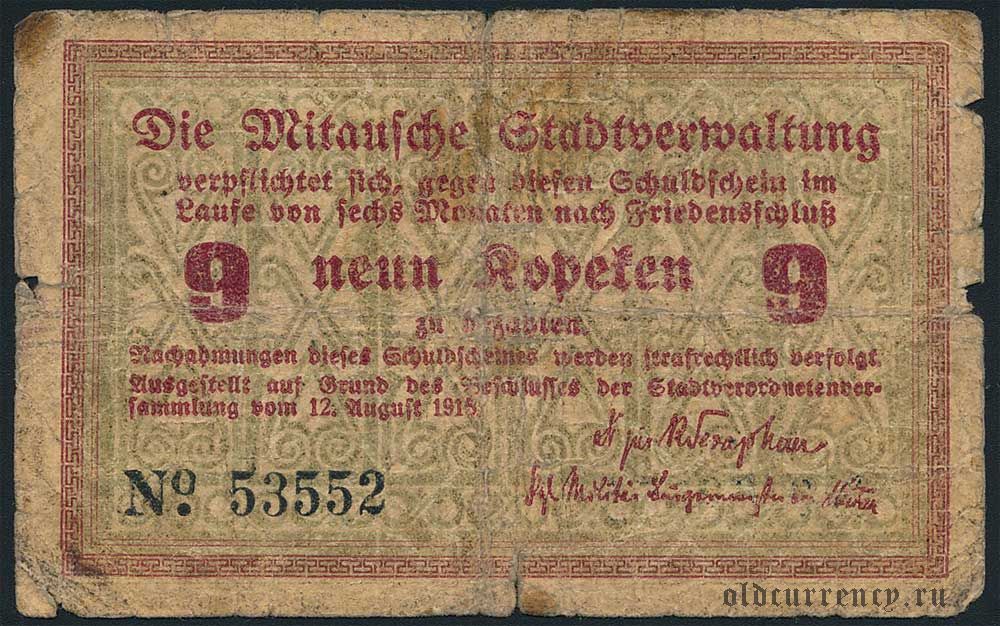 Die Mitausche Stadtverwaltung
verpflichtet sich, gegen diesen Schuldschein im
Laufe von sechs Monaten nach Friedensschluß
9 neun Kopeken 9
zu bezahlen.
Nachahmungen dieses Schuldscheines werden strafrechtlich verfolgt.
Ausgestellt auf Grund des Beschlusses der Stadtverordnetenver-
sammlung vom 12. August 1915.
No. 53552
oldcurrency.ru